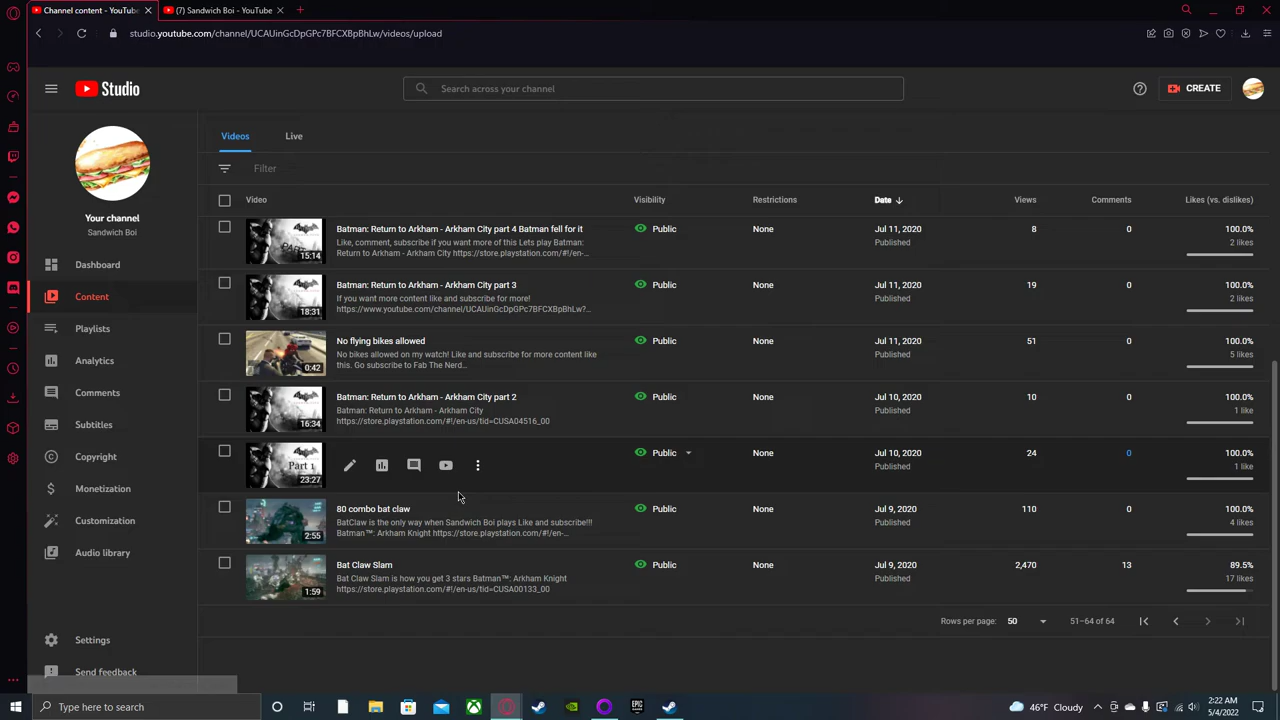 Channel content - YouTube
(7) Sandwich Boi - YouTube
studio.youtube.com/channel/UCAUinGcDpGPc7BFCXBpBhLw/videos/upload
Studio
Search across your channel
CREATE
Videos
Live
Filter
Your channel
Sandwich Boi
Dashboard
Content
Playlists
Analytics
Comments
Subtitles
Copyright
Monetization
Customization
Audio library
Settings
Send feedback
Video
Visibility
Restrictions
Date
Views
Comments
Likes (vs. dislikes)
15:14
Batman: Return to Arkham - Arkham City part 4 Batman fell for it
Like, comment, subscribe if you want more of this Lets play Batman:
Return to Arkham - Arkham City https://store.playstation.com/#!/en-...
Public
None
Jul 11, 2020
Published
8
0
100.0%
2 likes
18:31
Batman: Return to Arkham - Arkham City part 3
If you want more content like and subscribe for more!
https://www.youtube.com/channel/UCAUinGcDpGPc7BFCXBpBhLw?...
Public
None
Jul 11, 2020
Published
19
0
100.0%
2 likes
0:42
No flying bikes allowed
No bikes allowed on my watch! Like and subscribe for more content like
this. Go subscribe to Fab The Nerd...
Public
None
Jul 11, 2020
Published
51
0
100.0%
5 likes
16:34
Batman: Return to Arkham - Arkham City part 2
Batman: Return to Arkham - Arkham City
https://store.playstation.com/#!/en-us/tid=CUSA04516_00
Public
None
Jul 10, 2020
Published
10
0
100.0%
1 like
Part 1
23:27
Public
None
Jul 10, 2020
Published
24
0
100.0%
1 like
2:55
80 combo bat claw
BatClaw is the only way when Sandwich Boi plays Like and subscribe!!!
Batman™: Arkham Knight https://store.playstation.com/#!/en-...
Public
None
Jul 9, 2020
Published
110
0
100.0%
4 likes
1:59
Bat Claw Slam
Bat Claw Slam is how you get 3 stars Batman™: Arkham Knight
https://store.playstation.com/#!/en-us/tid=CUSA00133_00
Public
None
Jul 9, 2020
Published
2,470
13
89.5%
17 likes
Rows per page:
50
51–64 of 64
Type here to search
EPIC
GAMES
46°F Cloudy
2:22 AM
5/4/2022